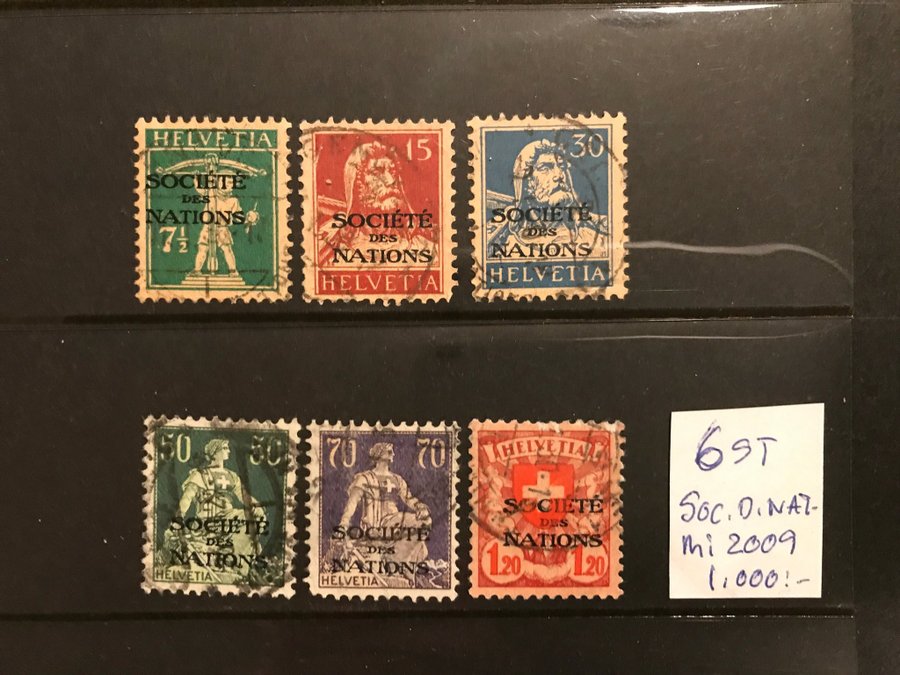 HELVETIA
SOCIÉTÉ
DES
NATIONS
7½
15
SOCIÉTÉ
DES
NATIONS
HELVETIA
30
SOCIÉTÉ
DES
NATIONS
HELVETIA
50 50
SOCIÉTÉ
DES
NATIONS
HELVETIA
70 70
SOCIÉTÉ
DES
NATIONS
HELVETIA
HELVETIA
SOCIÉTÉ
DES
NATIONS
1.20 1.20
6 ST
SOC. D. NAT-
Mi 2009
1.000:-